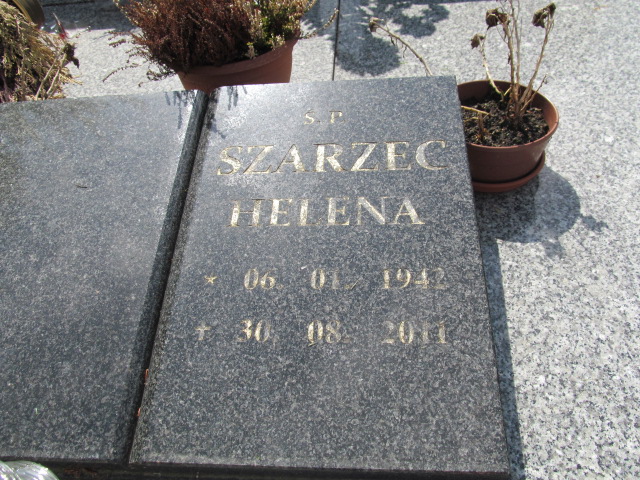 Ś.P.
SZARZEC
HELENA
* 06. 01. 1942
† 30. 08. 2011